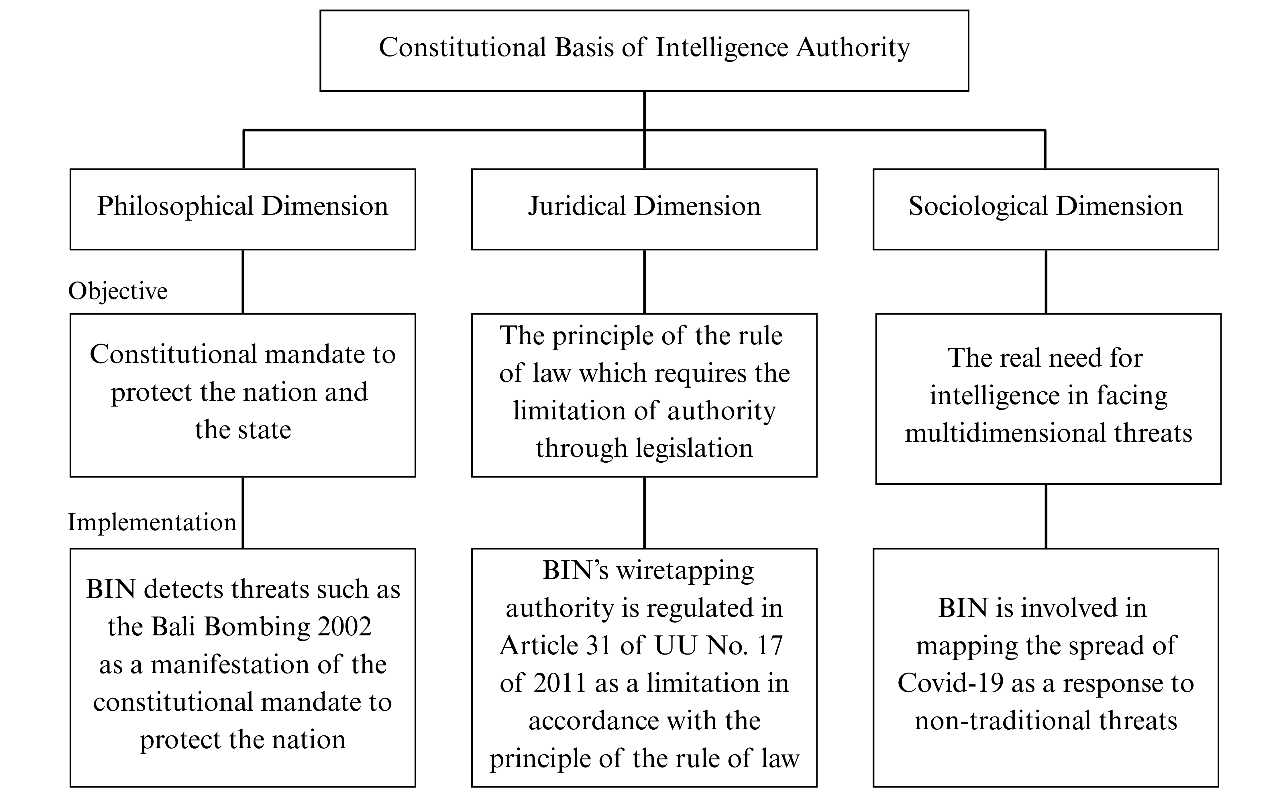 Constitutional Basis of Intelligence Authority
Philosophical Dimension
Juridical Dimension
Sociological Dimension
Objective
Constitutional mandate to
protect the nation and
the state
The principle of the rule
of law which requires the
limitation of authority
through legislation
The real need for
intelligence in facing
multidimensional threats
Implementation
BIN detects threats such as
the Bali Bombing 2002
as a manifestation of the
constitutional mandate to
protect the nation
BIN's wiretapping
authority is regulated in
Article 31 of UU No. 17
of 2011 as a limitation in
accordance with the
principle of the rule of law
BIN is involved in
mapping the spread of
Covid-19 as a response to
non-traditional threats